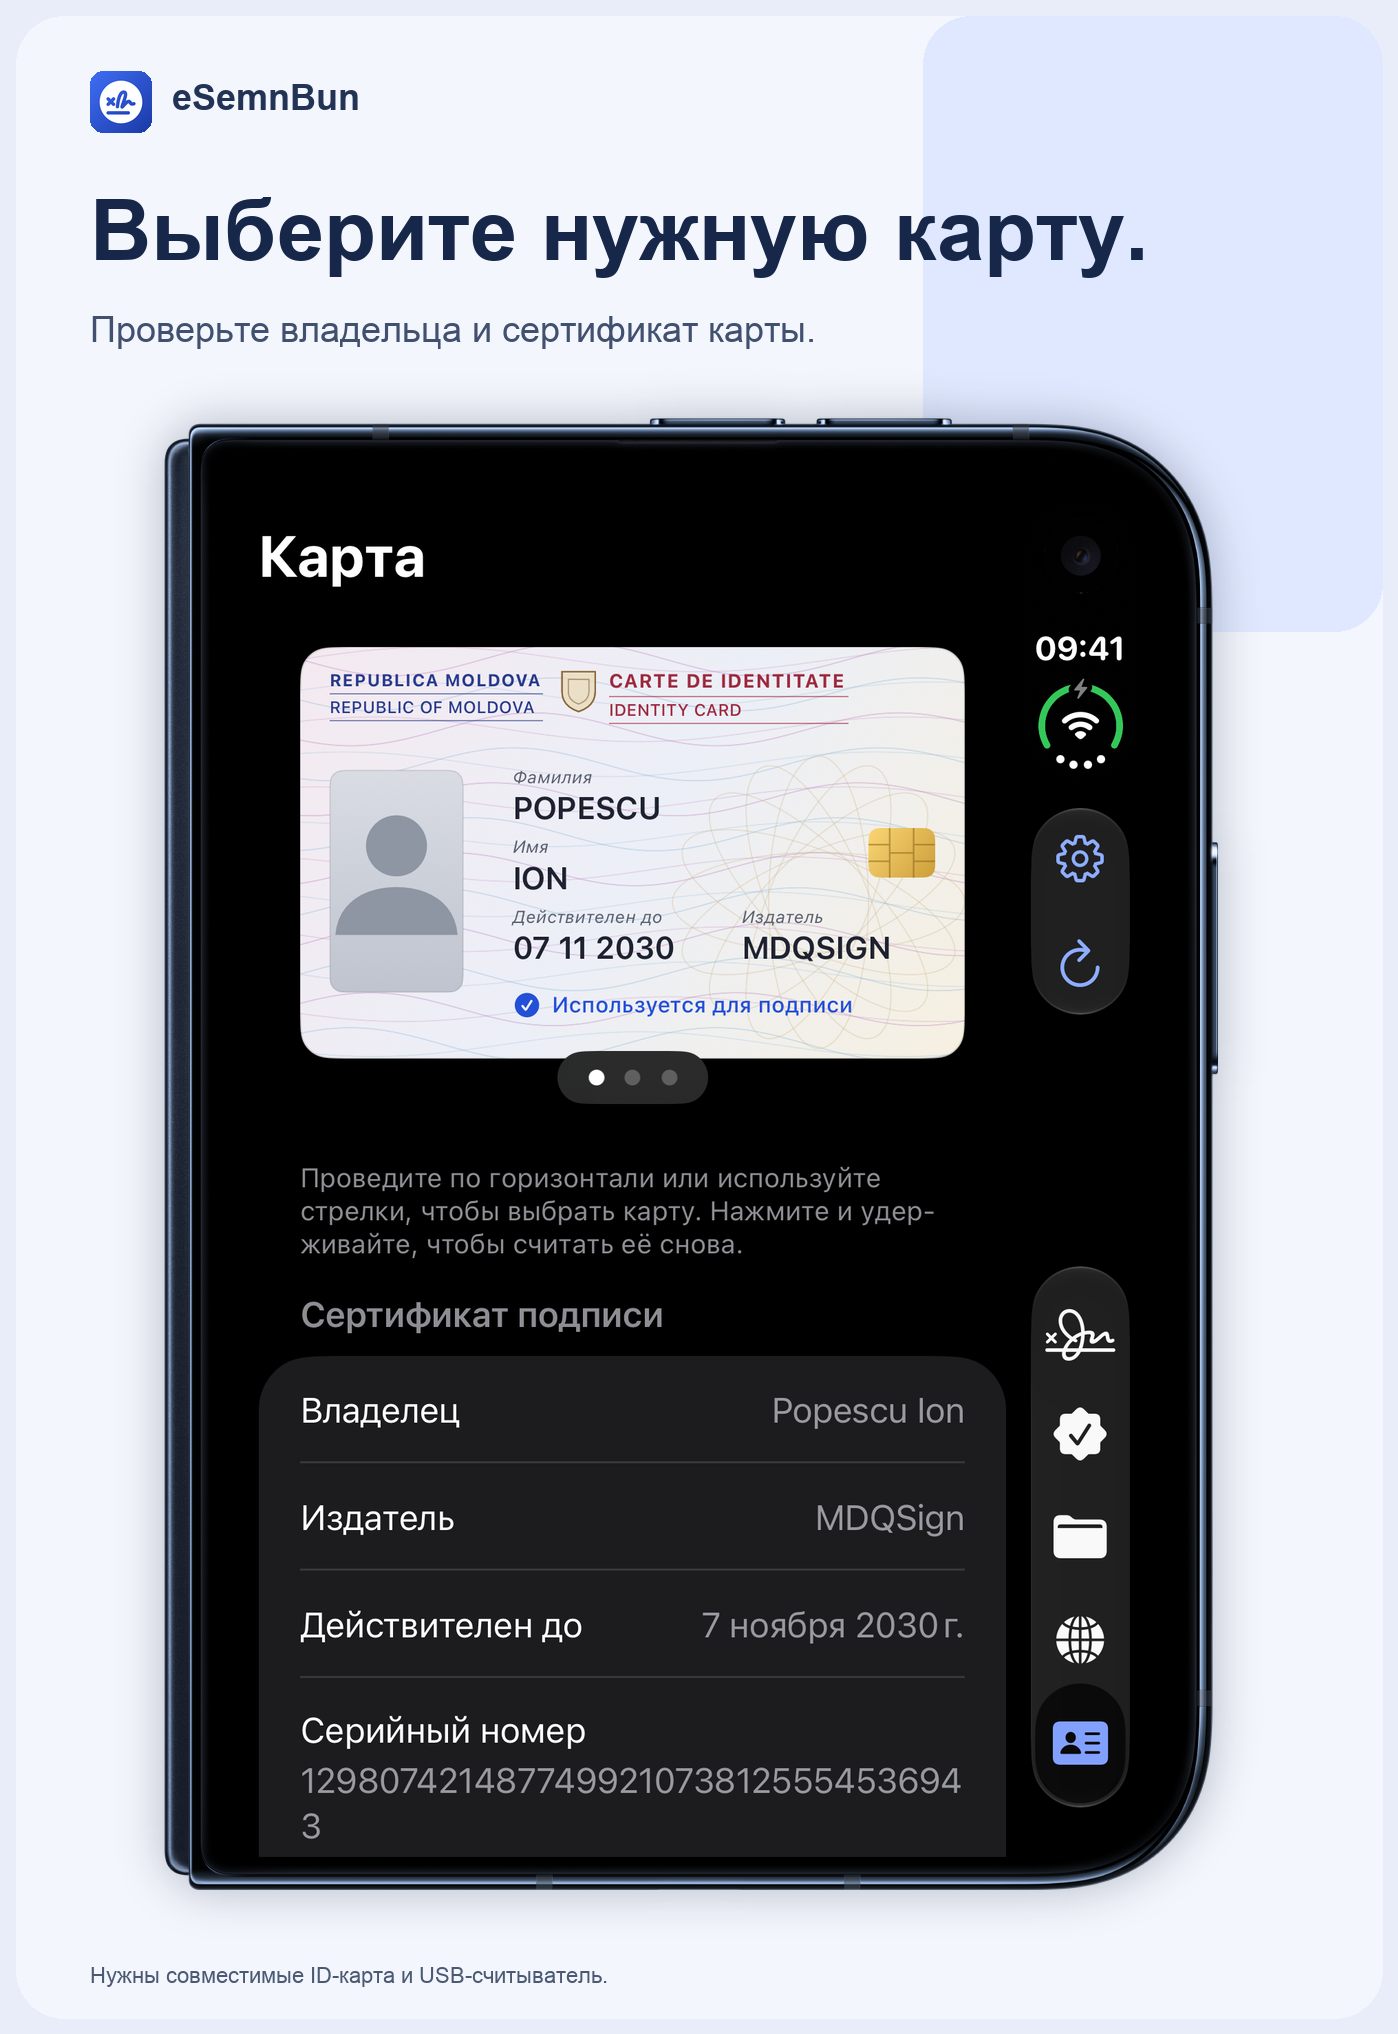 eSemnBun
Выберите нужную карту.
Проверьте владельца и сертификат карты.
Карта
09:41
REPUBLICA MOLDOVA
REPUBLIC OF MOLDOVA
CARTE DE IDENTITATE
IDENTITY CARD
Фамилия
POPESCU
Имя
ION
Действителен до
07 11 2030
Издатель
MDQSIGN
Используется для подписи
Проведите по горизонтали или используйте
стрелки, чтобы выбрать карту. Нажмите и удер-
живайте, чтобы считать её снова.
Сертификат подписи
Владелец Popescu Ion
Издатель MDQSign
Действителен до 7 ноября 2030 г.
Серийный номер
129807421487749921073812555453694
3
Нужны совместимые ID-карта и USB-считыватель.